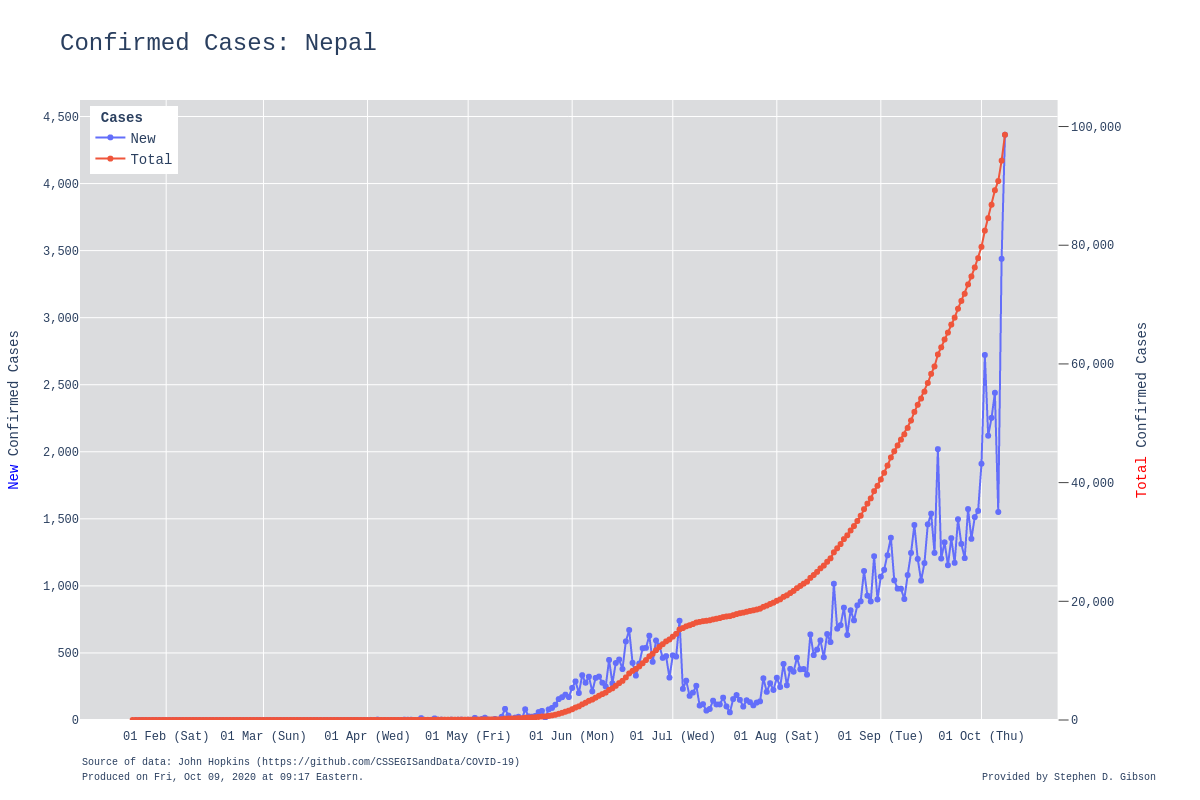 Confirmed Cases: Nepal
Cases
New
Total
4,500
4,000
3,500
3,000
2,500
2,000
1,500
1,000
500
0
New Confirmed Cases
100,000
80,000
60,000
40,000
20,000
0
Total Confirmed Cases
01 Feb (Sat) 01 Mar (Sun) 01 Apr (Wed) 01 May (Fri) 01 Jun (Mon) 01 Jul (Wed) 01 Aug (Sat) 01 Sep (Tue) 01 Oct (Thu)
Source of data: John Hopkins (https://github.com/CSSEGISandData/COVID-19)
Produced on Fri, Oct 09, 2020 at 09:17 Eastern.
Provided by Stephen D. Gibson